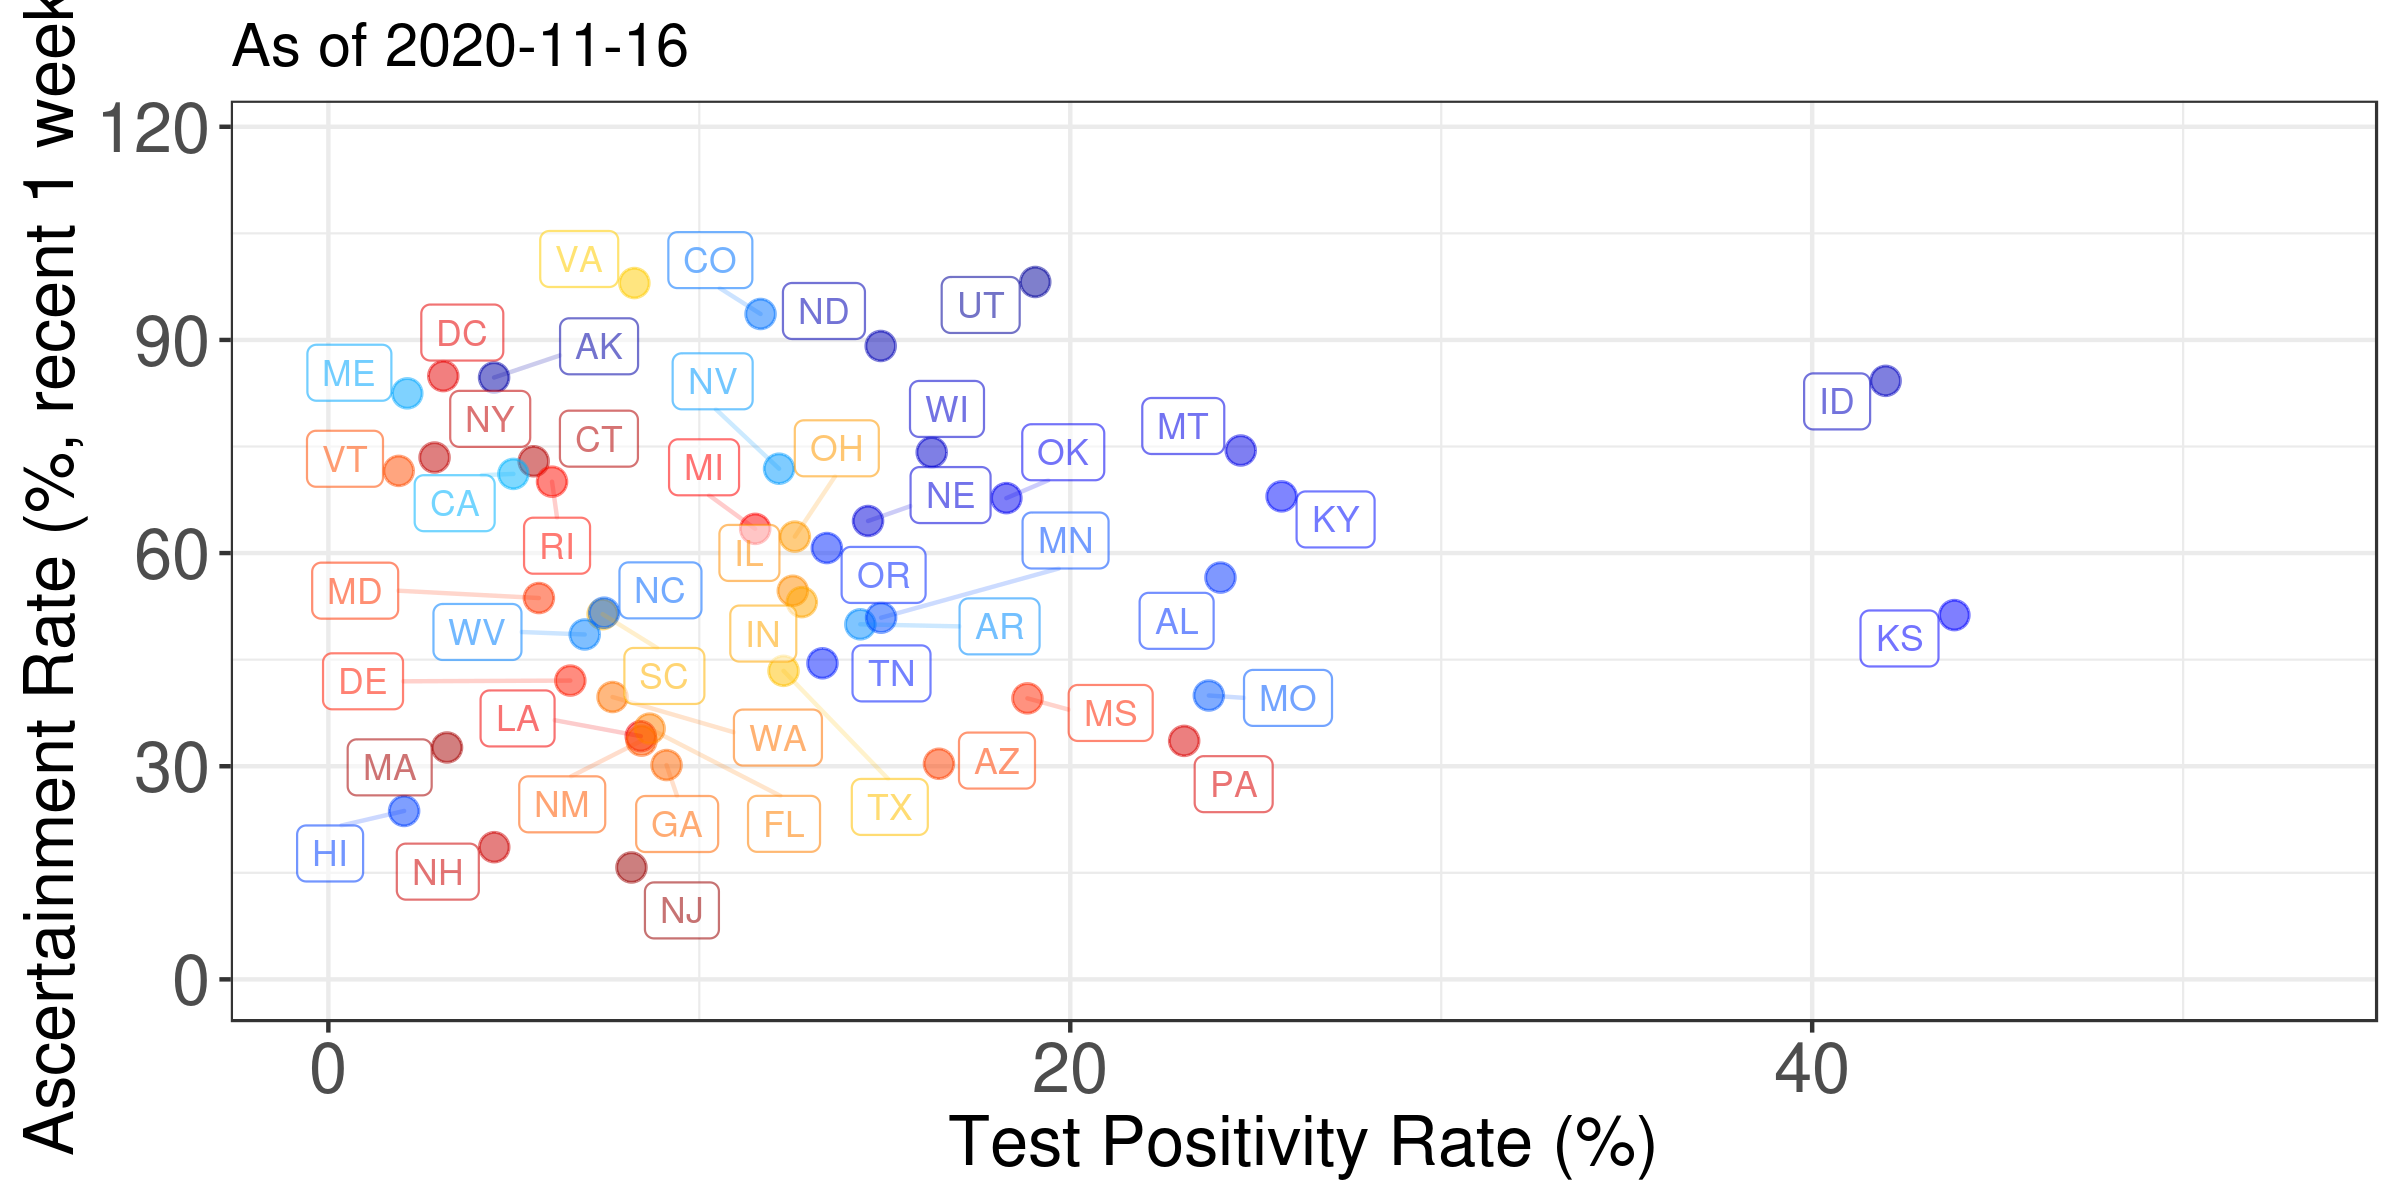 As of 2020-11-16
Ascertainment Rate (%, recent 1 week
120
90
60
30
0
VA
CO
ND
UT
DC
AK
ME
NV
ID
NY
CT
WI
MT
VT
MI
OH
OK
CA
NE
KY
RI
IL
MN
MD
NC
OR
WV
IN
AR
AL
KS
DE
SC
TN
LA
WA
MS
MO
MA
NM
GA
FL
TX
AZ
PA
HI
NH
NJ
0
20
40
Test Positivity Rate (%)